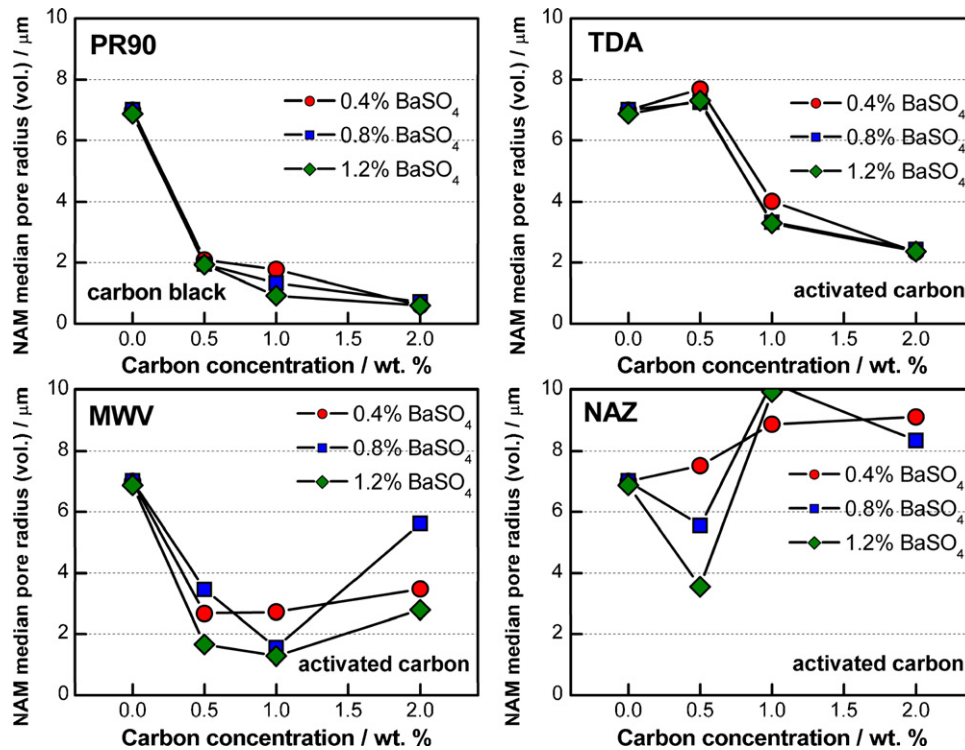 PR90
0.4% BaSO₄
0.8% BaSO₄
1.2% BaSO₄
carbon black
NAM median pore radius (vol.) / μm
10
8
6
4
2
0
0.0 0.5 1.0 1.5 2.0
Carbon concentration / wt. %
TDA
0.4% BaSO₄
0.8% BaSO₄
1.2% BaSO₄
activated carbon
NAM median pore radius (vol.) / μm
10
8
6
4
2
0
0.0 0.5 1.0 1.5 2.0
Carbon concentration / wt. %
MWV
0.4% BaSO₄
0.8% BaSO₄
1.2% BaSO₄
activated carbon
NAM median pore radius (vol.) / μm
10
8
6
4
2
0
0.0 0.5 1.0 1.5 2.0
Carbon concentration / wt. %
NAZ
0.4% BaSO₄
0.8% BaSO₄
1.2% BaSO₄
activated carbon
NAM median pore radius (vol.) / μm
10
8
6
4
2
0
0.0 0.5 1.0 1.5 2.0
Carbon concentration / wt. %